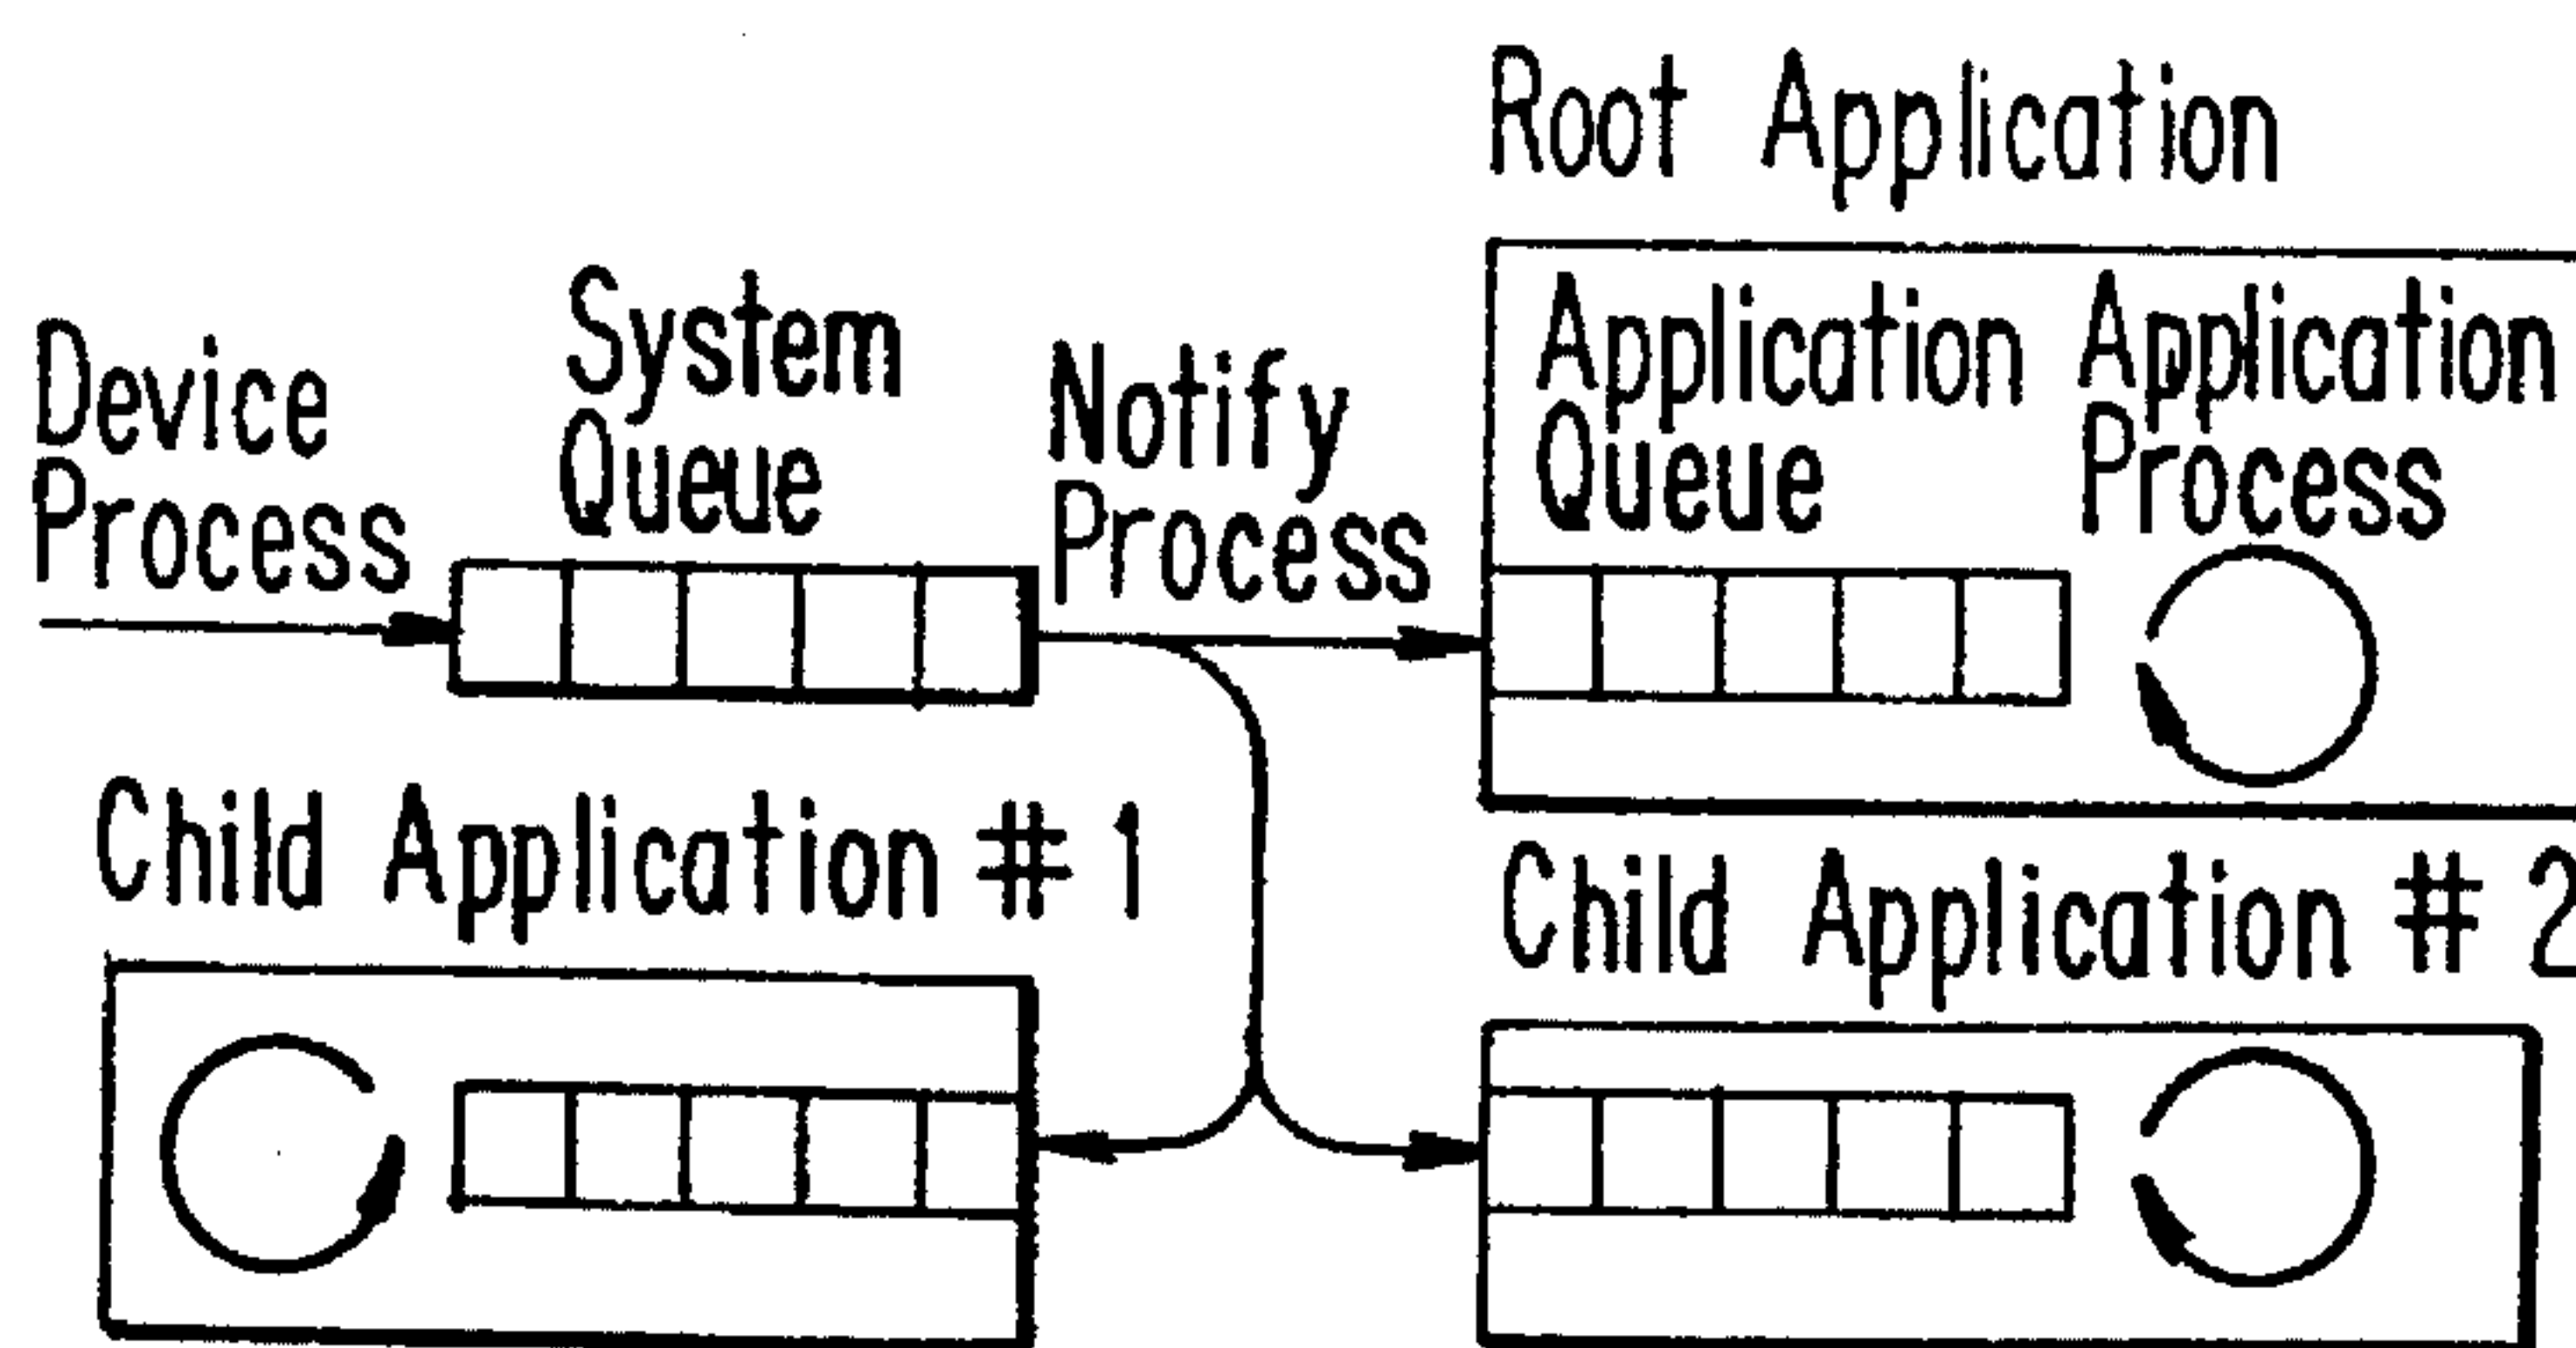 Root Application
Device
Process
System
Queue
Notify
Process
Application
Queue
Application
Process
Child Application # 1
Child Application # 2